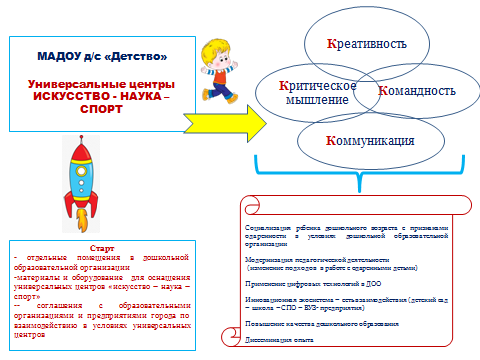 МАДОУ д/с «Детство»
Универсальные центры
ИСКУССТВО - НАУКА –
СПОРТ
Креативность
Критическое
мышление
Командность
Коммуникация
Старт
- отдельные помещения в дошкольной
образовательной организации
-материалы и оборудование для оснащения
универсальных центров «искусство – наука –
спорт»
-- соглашения с образовательными
организациями и предприятиями города по
взаимодействию в условиях универсальных
центров
Социализация ребенка дошкольного возраста с признаками
одаренности в условиях дошкольной образовательной
организации
Модернизация педагогической деятельности
(изменение подходов в работе с одаренными детьми)
Применение цифровых технологий в ДОО
Инновационная экосистема – сеть взаимодействия (детский сад
– школа – СПО – ВУЗ- предприятия)
Повышение качества дошкольного образования
Диссеминация опыта